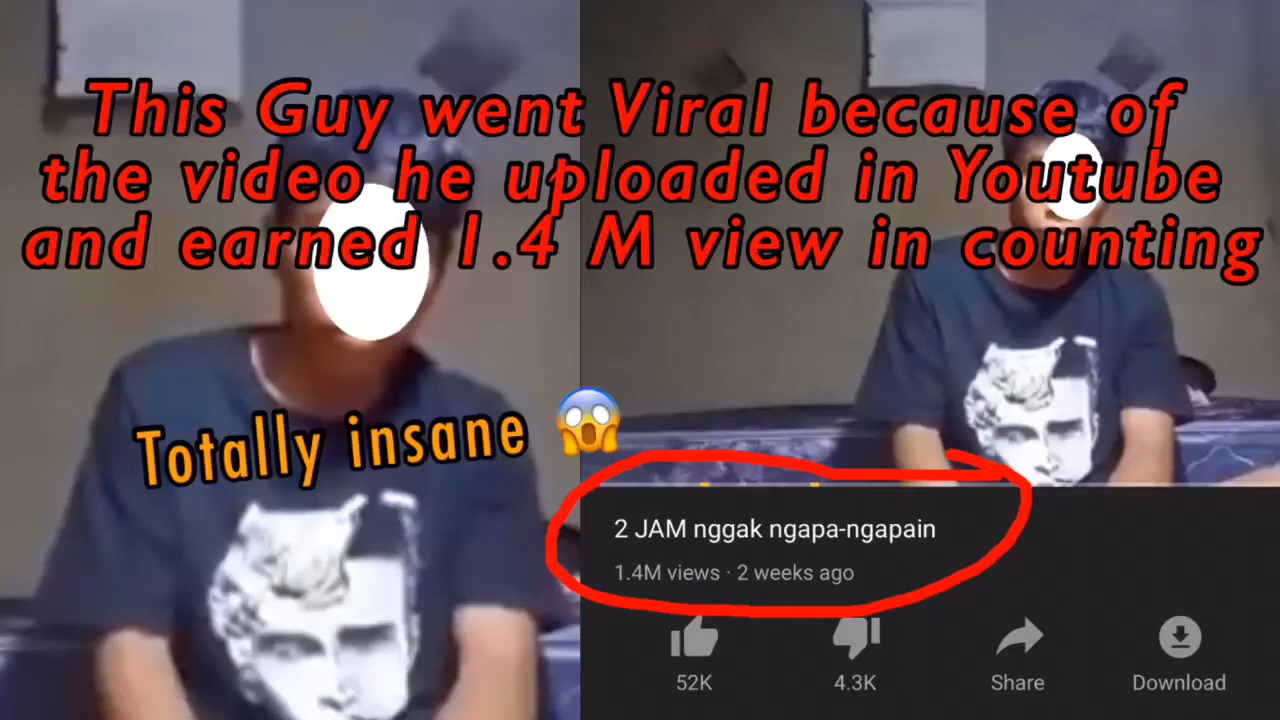 This Guy went Viral because of
the video he uploaded in Youtube
and earned 1.4 M view in counting
Totally insane 😱
2 JAM nggak ngapa-ngapain
1.4M views · 2 weeks ago
52K
4.3K
Share
Download